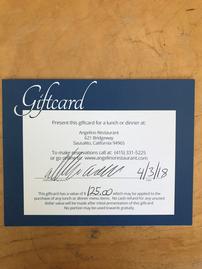 Giftcard
Present this giftcard for a lunch or dinner at:
Angelino Restaurant
621 Bridgeway
Sausalito, California 94965
To make reservations call at: (415) 331-5225
or go online to: www.angelinorestaurant.com
4/3/18
This giftcard has a value of $ 125.00 which may be applied to the
purchase of any lunch or dinner menu items. No cash refund for any unused
dollar value will be made after initial presentation of this giftcard
No portion may be used towards gratuity.